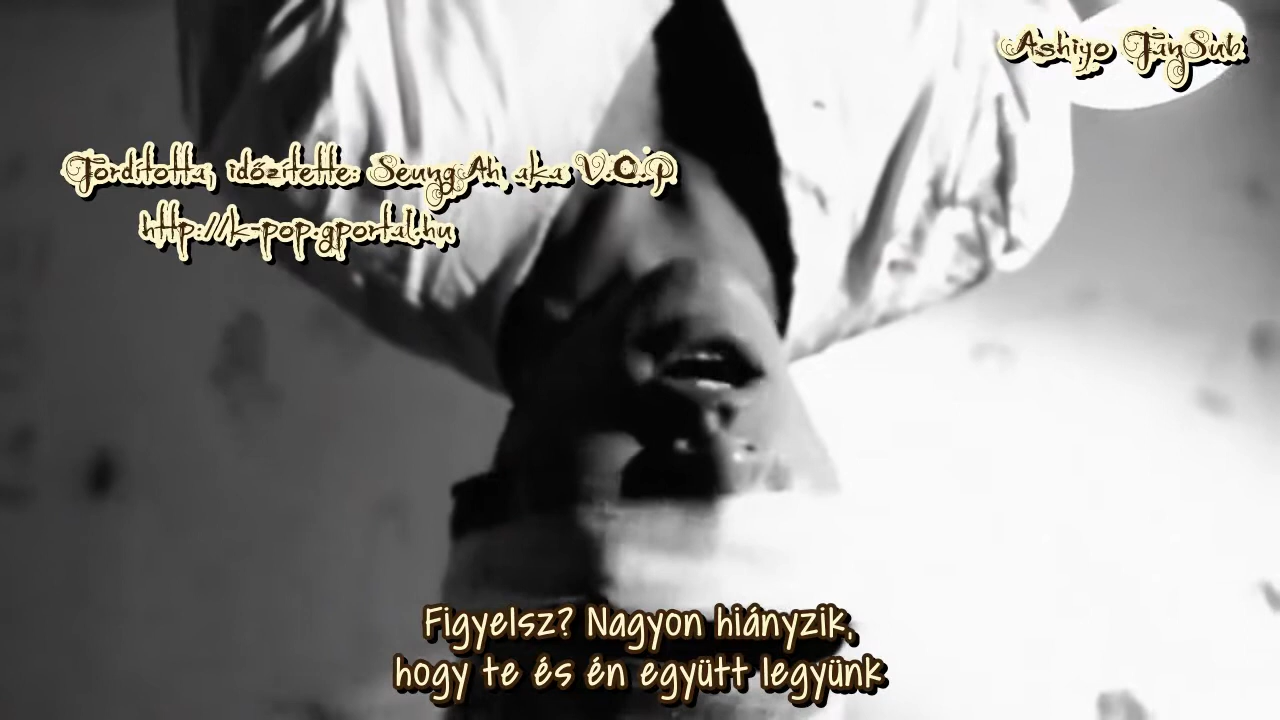 Ashiyo FanSub
Fordította, időzítette: SeungAh aka V.O.P
http://k-pop.gportal.hu
Figyelsz? Nagyon hiányzik,
hogy te és én együtt legyünk